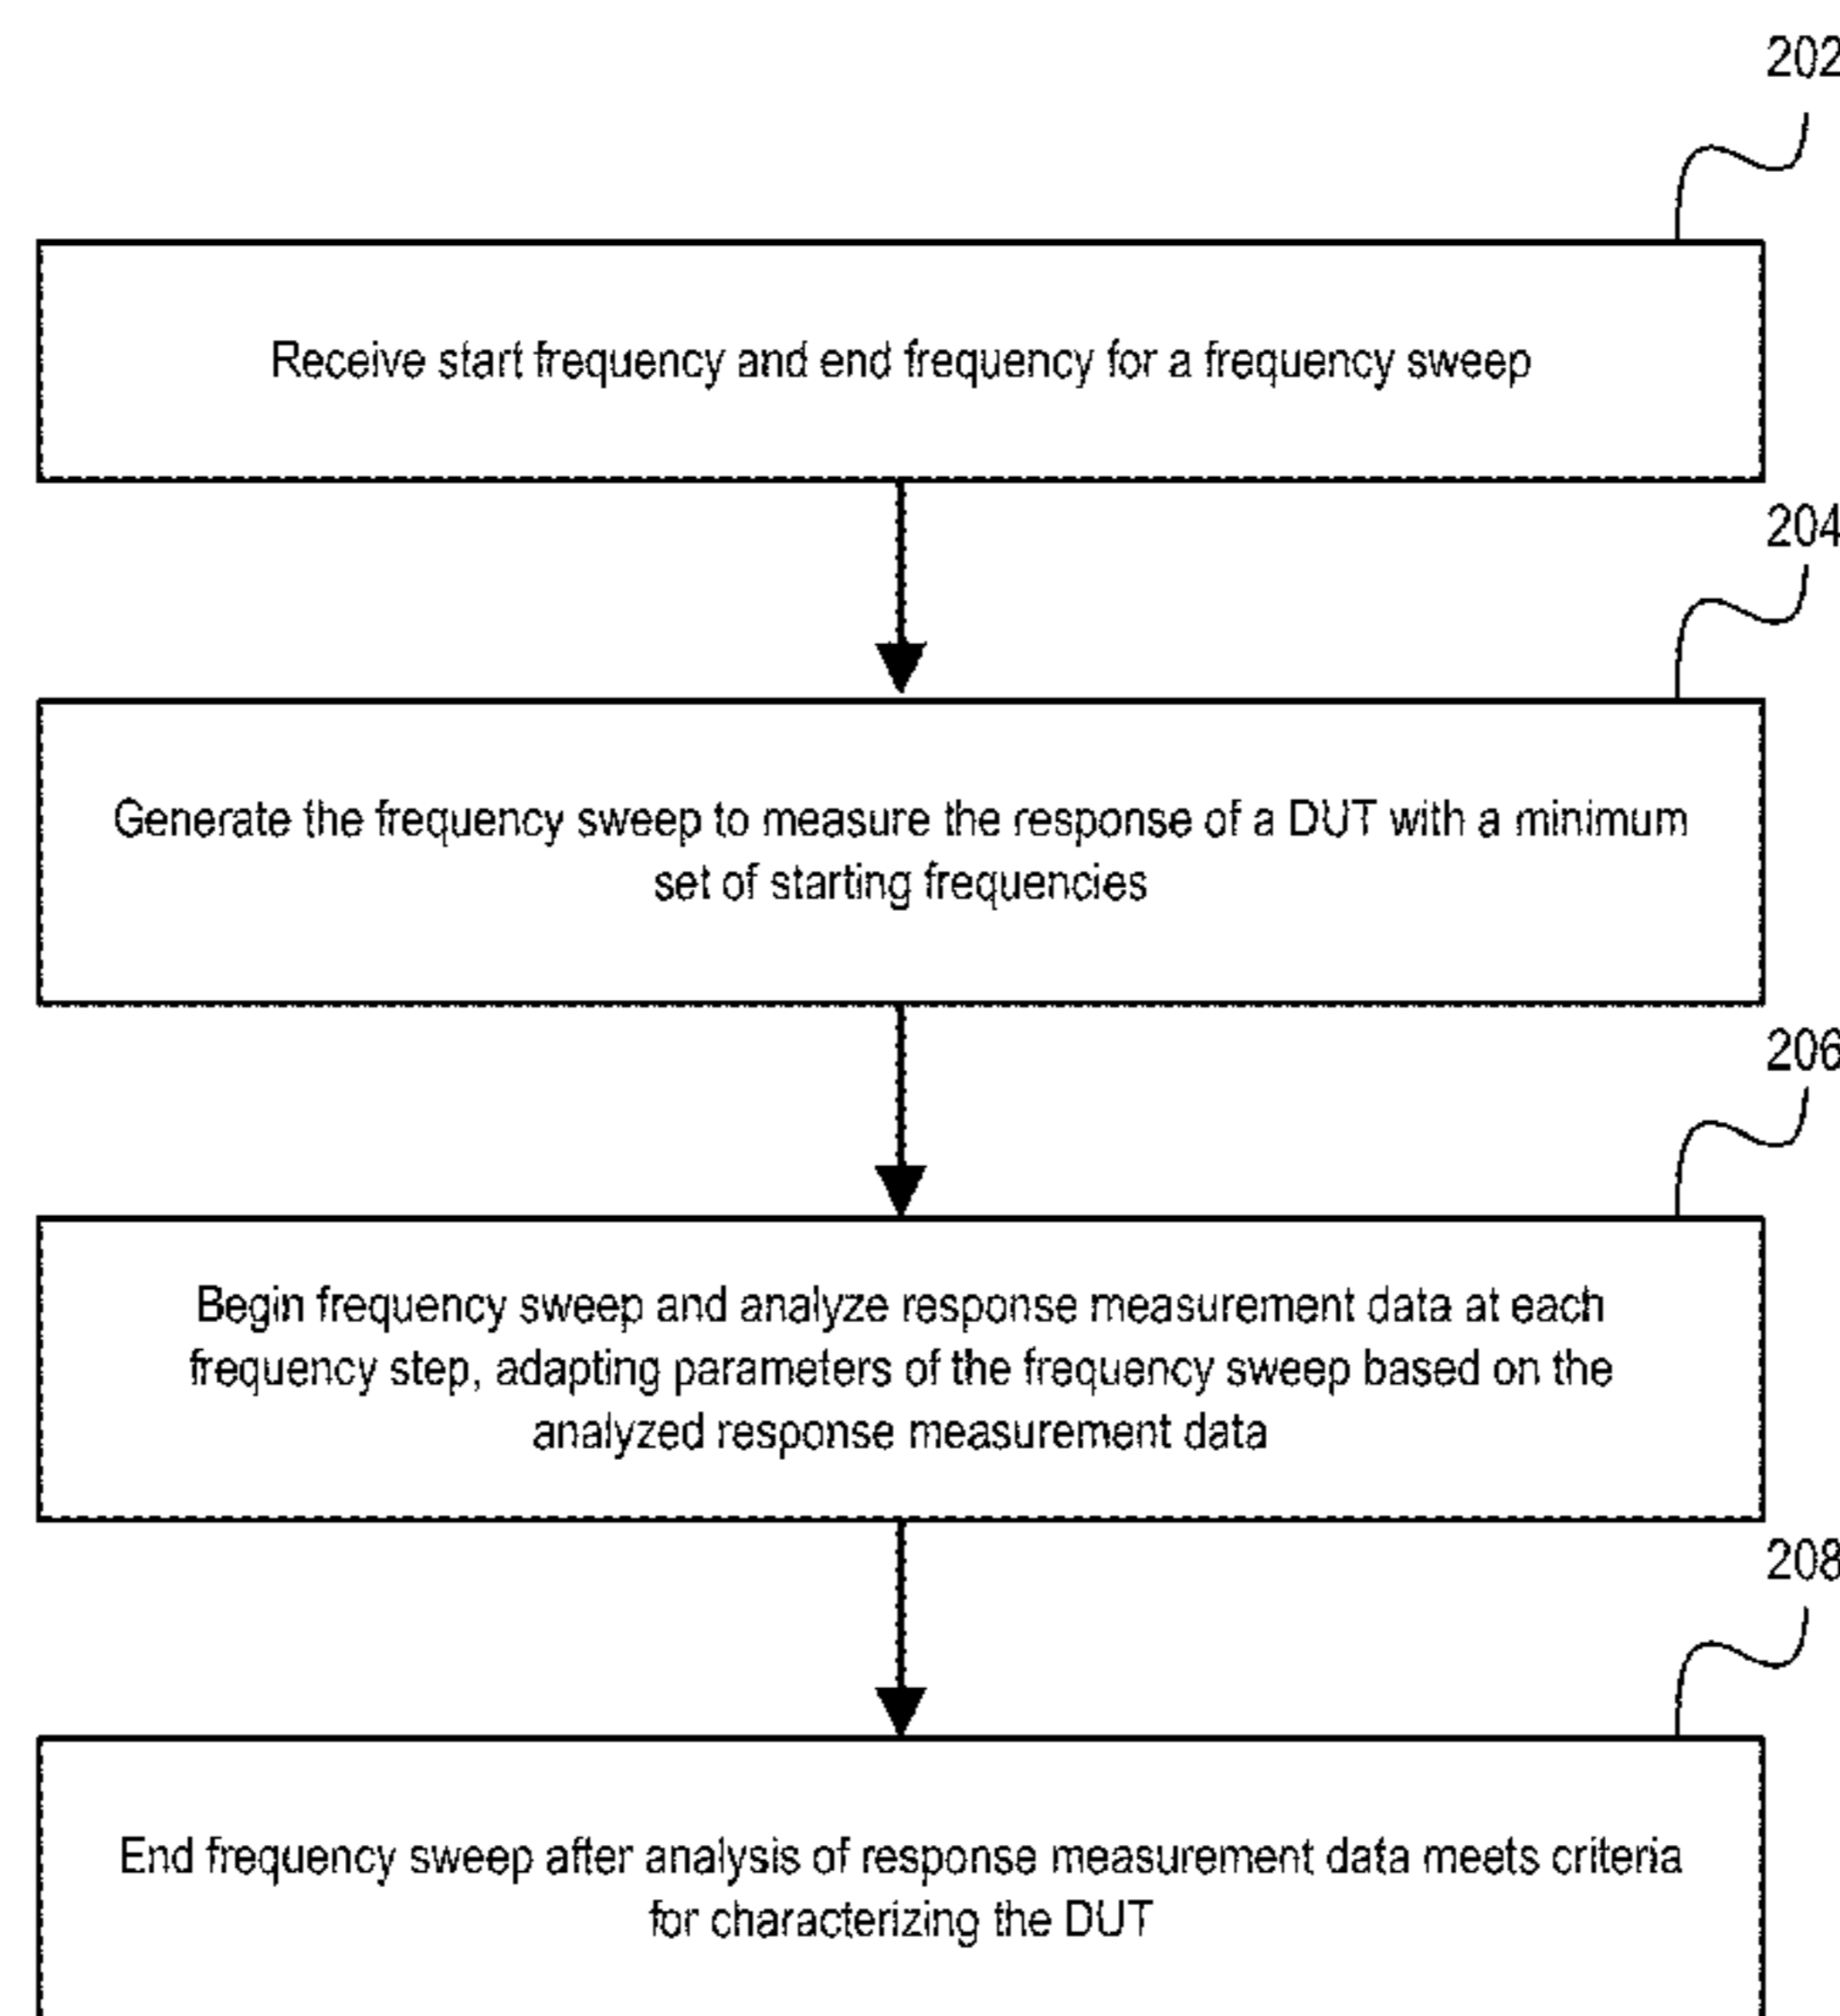 202
Receive start frequency and end frequency for a frequency sweep
204
Generate the frequency sweep to measure the response of a DUT with a minimum
set of starting frequencies
206
Begin frequency sweep and analyze response measurement data at each
frequency step, adapting parameters of the frequency sweep based on the
analyzed response measurement data
208
End frequency sweep after analysis of response measurement data meets criteria
for characterizing the DUT